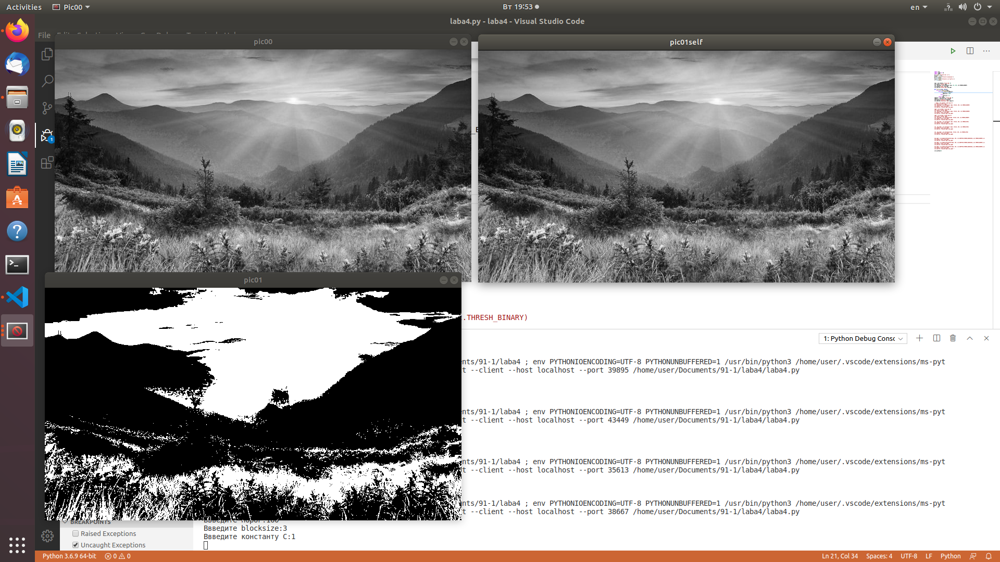 Activities
Pic00
Вт 19:53
en
laba4.py - laba4 - Visual Studio Code
File
pic00
pic01self
1
pic01
.THRESH_BINARY)
1: Python Debug Consc
nts/91-1/laba4 ; env PYTHONIOENCODING=UTF-8 PYTHONUNBUFFERED=1 /usr/bin/python3 /home/user/.vscode/extensions/ms-pyt
t --client --host localhost --port 39895 /home/user/Documents/91-1/laba4/laba4.py
nts/91-1/laba4 ; env PYTHONIOENCODING=UTF-8 PYTHONUNBUFFERED=1 /usr/bin/python3 /home/user/.vscode/extensions/ms-pyt
t --client --host localhost --port 43449 /home/user/Documents/91-1/laba4/laba4.py
nts/91-1/laba4 ; env PYTHONIOENCODING=UTF-8 PYTHONUNBUFFERED=1 /usr/bin/python3 /home/user/.vscode/extensions/ms-pyt
t --client --host localhost --port 35613 /home/user/Documents/91-1/laba4/laba4.py
nts/91-1/laba4 ; env PYTHONIOENCODING=UTF-8 PYTHONUNBUFFERED=1 /usr/bin/python3 /home/user/.vscode/extensions/ms-pyt
t --client --host localhost --port 38667 /home/user/Documents/91-1/laba4/laba4.py
BREAKPOINTS
Ввведите blocksize:3
Raised Exceptions
Ввведите константу C:1
Uncaught Exceptions
Python 3.6.9 64-bit
0
0
Ln 21, Col 34
Spaces: 4
UTF-8
LF
Python